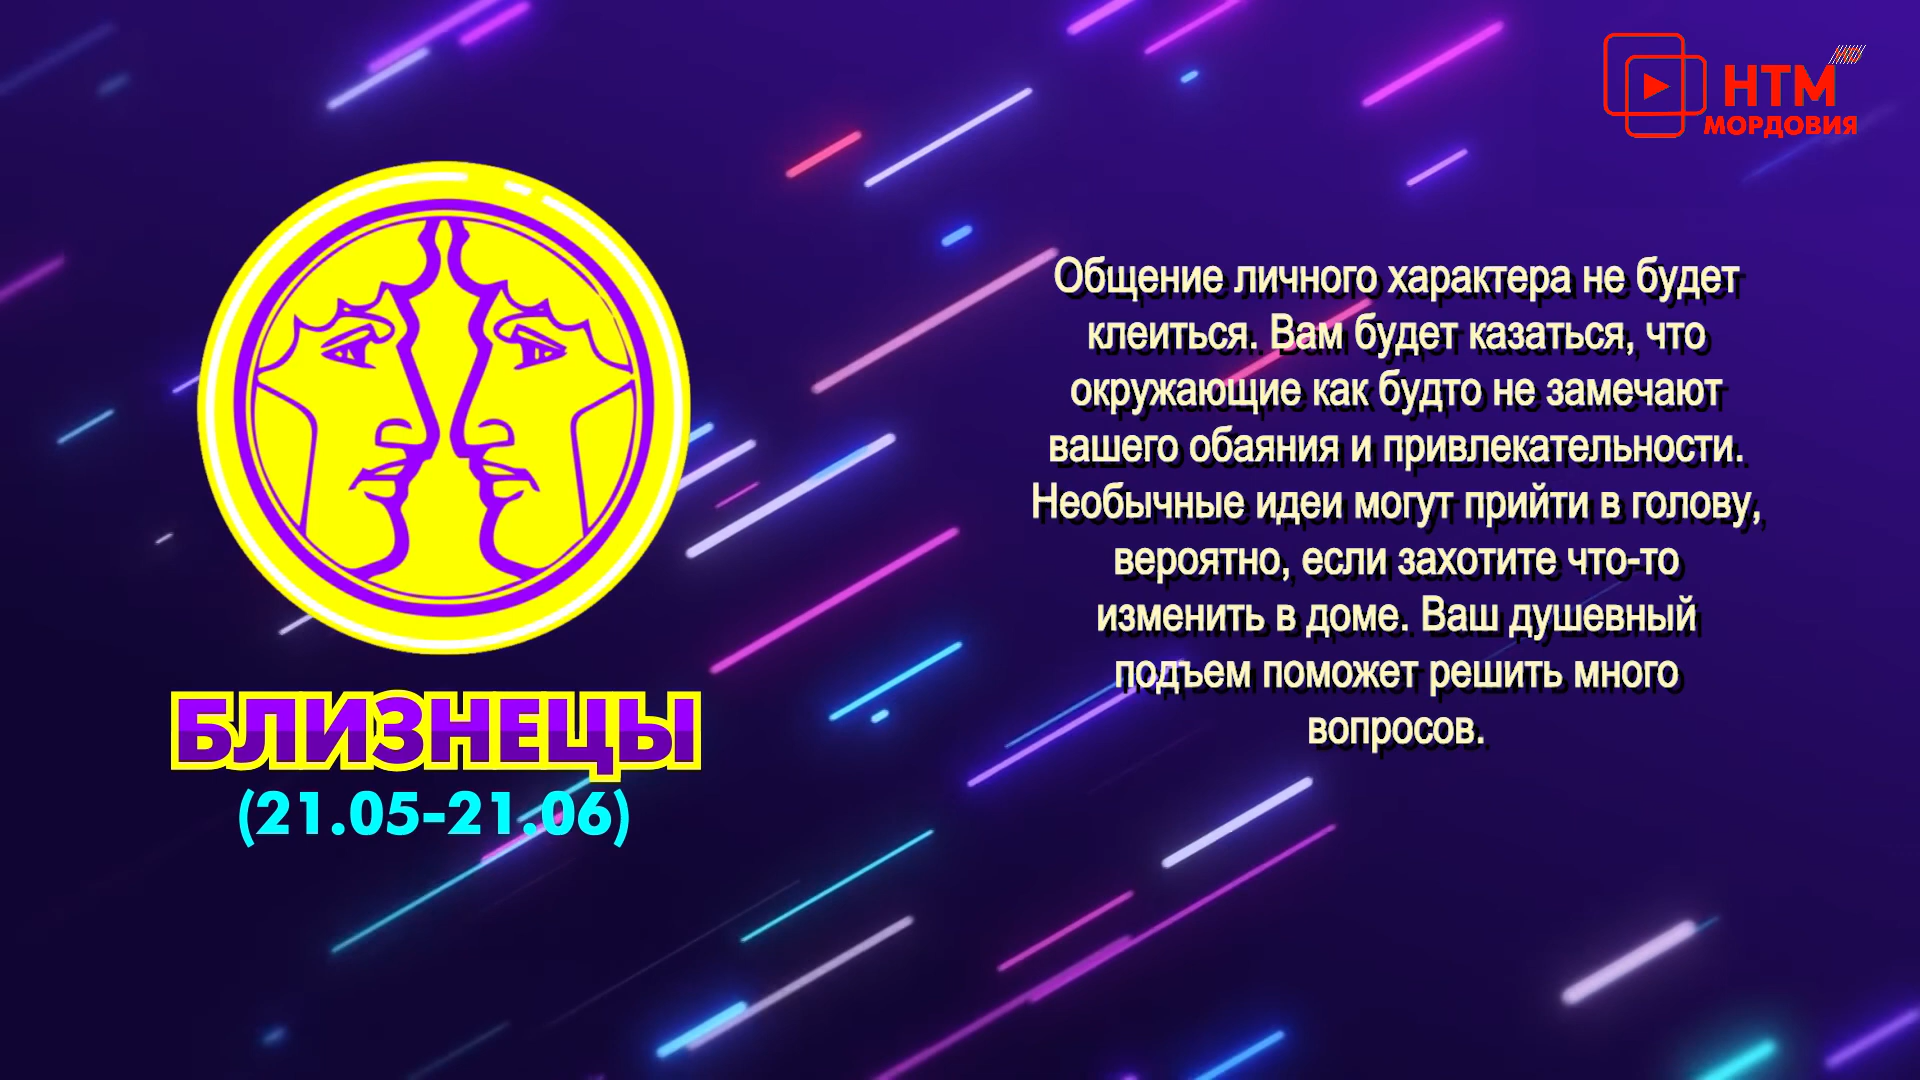 НТМ
МОРДОВИЯ
Общение личного характера не будет
клеиться. Вам будет казаться, что
окружающие как будто не замечают
вашего обаяния и привлекательности.
Необычные идеи могут прийти в голову,
вероятно, если захотите что-то
изменить в доме. Ваш душевный
подъем поможет решить много
вопросов.
БЛИЗНЕЦЫ
(21.05-21.06)